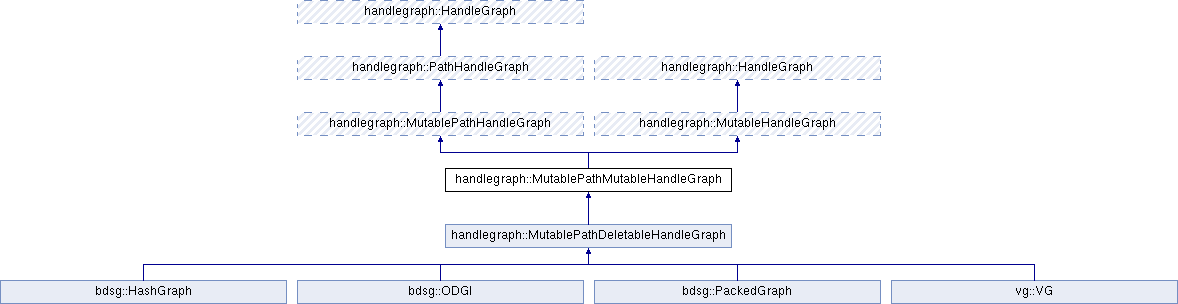 handlegraph::HandleGraph
handlegraph::PathHandleGraph
handlegraph::HandleGraph
handlegraph::MutablePathHandleGraph
handlegraph::MutableHandleGraph
handlegraph::MutablePathMutableHandleGraph
handlegraph::MutablePathDeletableHandleGraph
bdsg::HashGraph
bdsg::ODGI
bdsg::PackedGraph
vg::VG